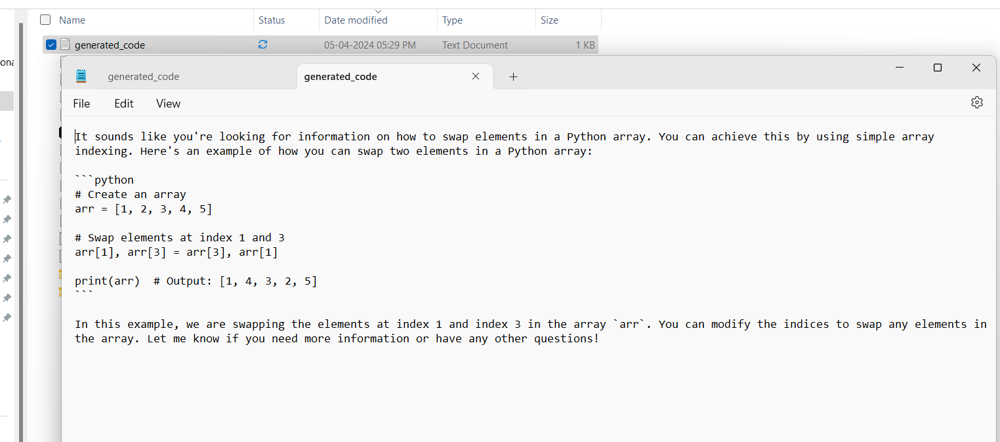 Name Status Date modified Type Size
generated_code 05-04-2024 05:29 PM Text Document 1 KB
generated_code generated_code
File Edit View
It sounds like you're looking for information on how to swap elements in a Python array. You can achieve this by using simple array
indexing. Here's an example of how you can swap two elements in a Python array:
```python
# Create an array
arr = [1, 2, 3, 4, 5]
# Swap elements at index 1 and 3
arr[1], arr[3] = arr[3], arr[1]
print(arr)  # Output: [1, 4, 3, 2, 5]
```
In this example, we are swapping the elements at index 1 and index 3 in the array `arr`. You can modify the indices to swap any elements in
the array. Let me know if you need more information or have any other questions!